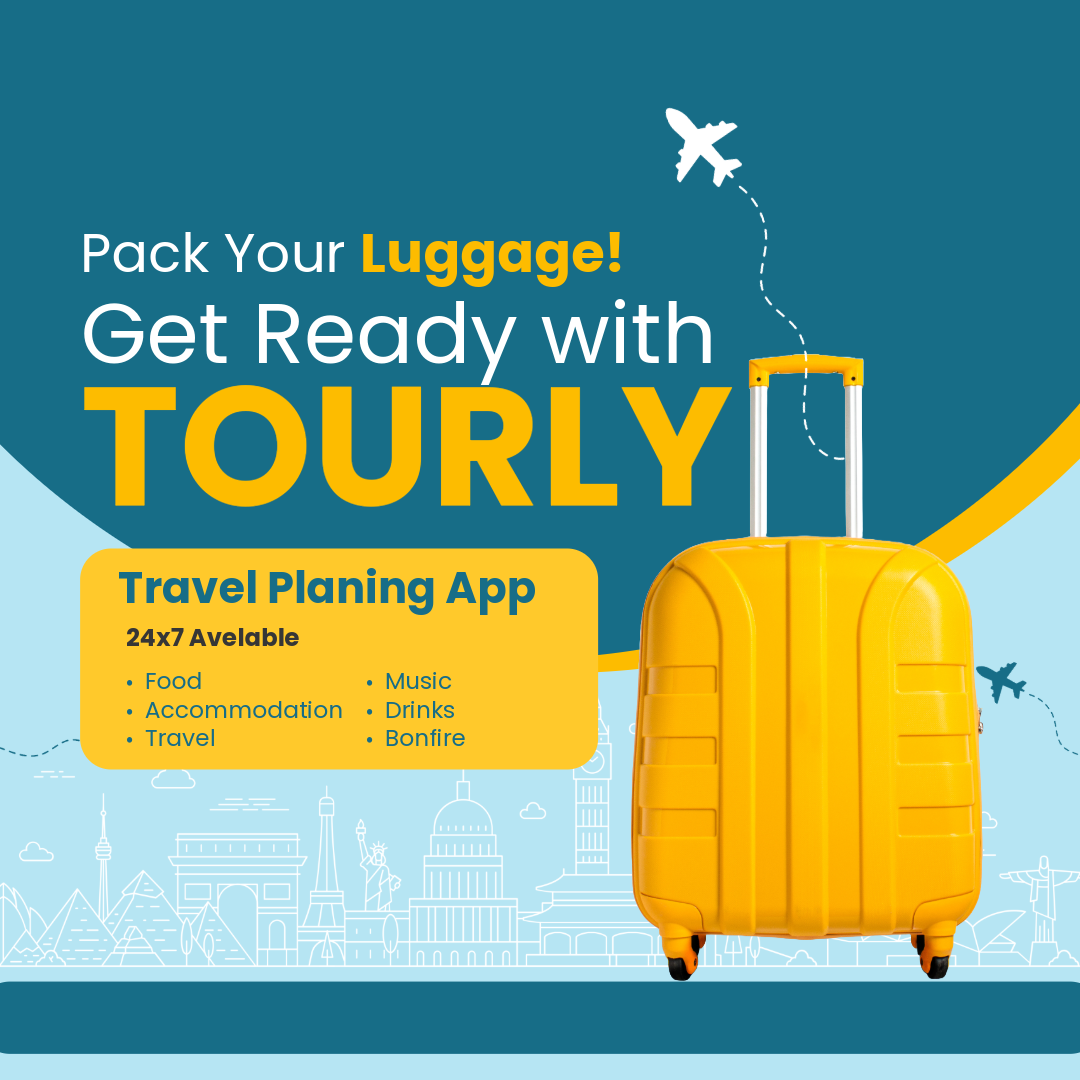 Pack Your Luggage!
Get Ready with
TOURLY
Travel Planing App
24x7 Avelable
• Food
• Accommodation
• Travel
• Music
• Drinks
• Bonfire